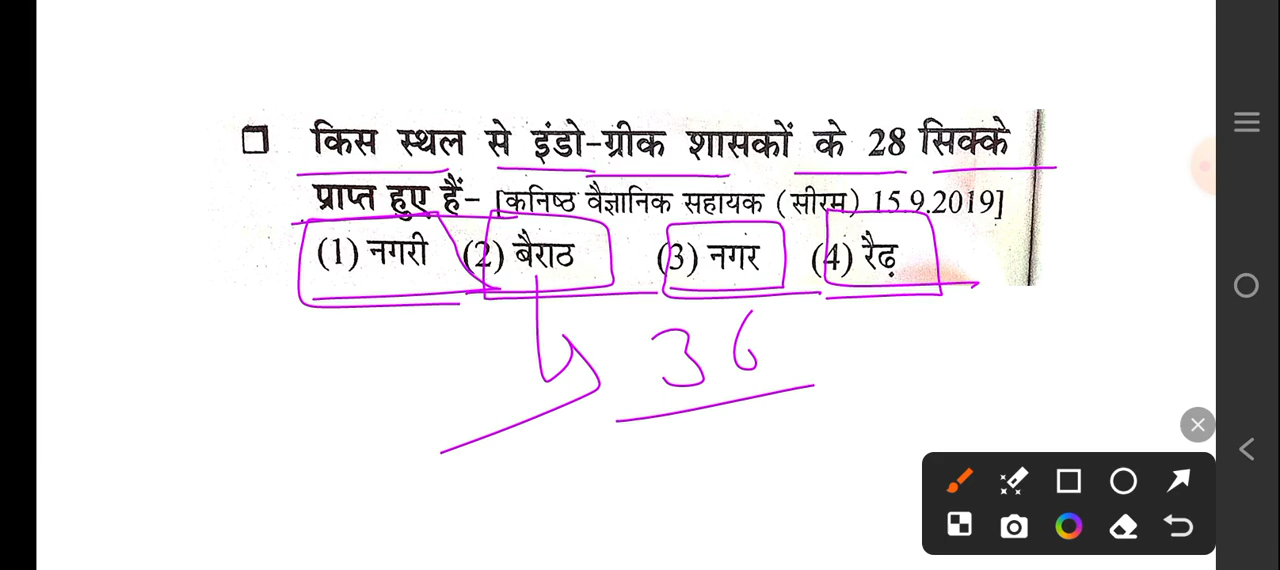 किस स्थल से इंडो-ग्रीक शासकों के 28 सिक्के
प्राप्त हुए हैं- [कनिष्ठ वैज्ञानिक सहायक (सीरम) 15.9.2019]
(1) नगरी (2) बैराठ (3) नगर (4) रैढ़
36